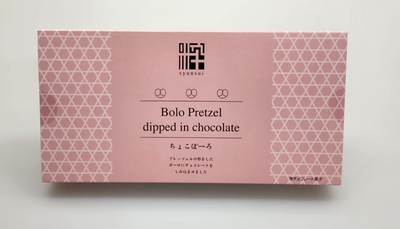 syunsui
Bolo Pretzel
dipped in chocolate
ちょこぼーろ
プレッツェルの形をした
ボーロにチョコレートを
しみ込ませました
準チョコレート菓子